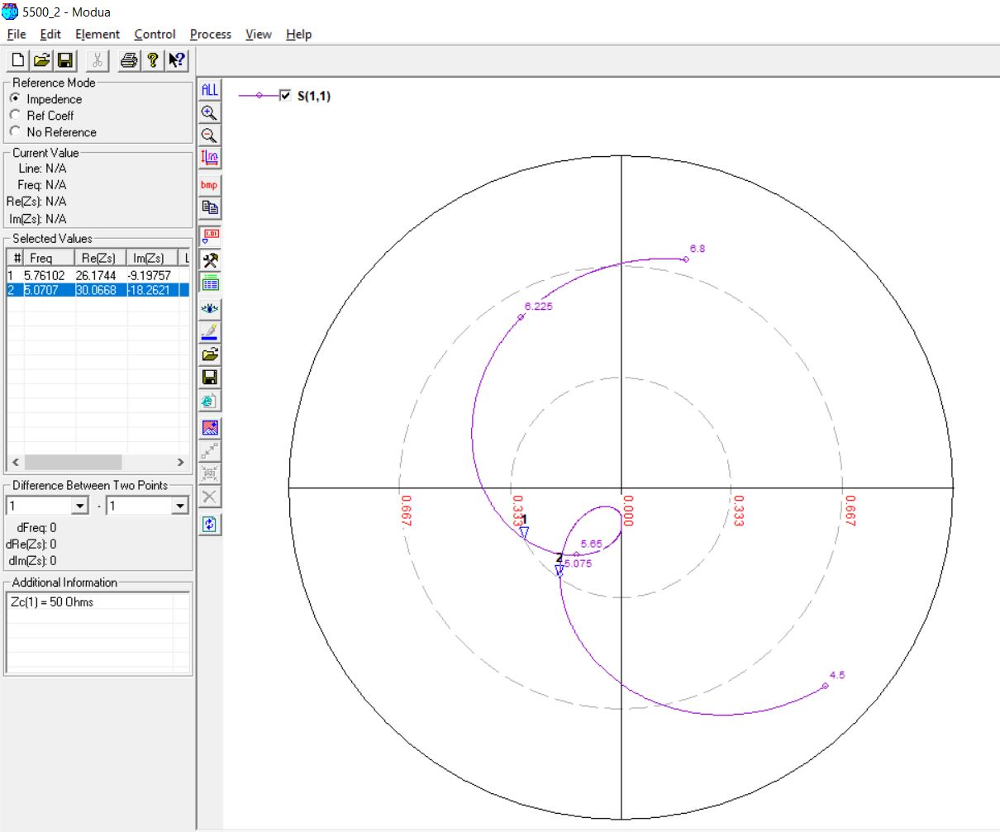 5500_2 - Modua
File Edit Element Control Process View Help
Reference Mode
Impedence
Ref Coeff
No Reference
Current Value
Line: N/A
Freq: N/A
Re(Zs): N/A
Im(Zs): N/A
Selected Values
# Freq Re(Zs) Im(Zs) L
1 5.76102 26.1744 -9.19757
2 5.0707 30.0668 -18.2621
Difference Between Two Points
1 - 1
dFreq: 0
dRe(Zs): 0
dIm(Zs): 0
Additional Information
Zc(1) = 50 Ohms
ALL
bmp
1.01
S(1,1)
6.8
6.225
0.667
0.333
0.000
0.333
0.667
1
5.65
2
5.075
4.5